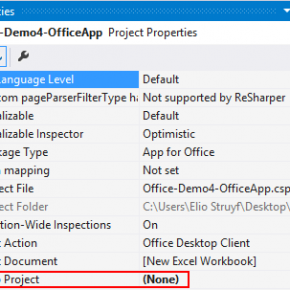 ties
-Demo4-OfficeApp Project Properties
Language Level Default
om pageParserFilterType ha Not supported by ReSharper
alizable Default
alizable Inspector Optimistic
kage Type App for Office
n mapping Not set
ect File Office-Demo4-OfficeApp.csp
ect Folder C:\Users\Elio Struyf\Desktop\
tion-Wide Inspections On
t Action Office Desktop Client
t Document [New Excel Workbook]
Project (None)